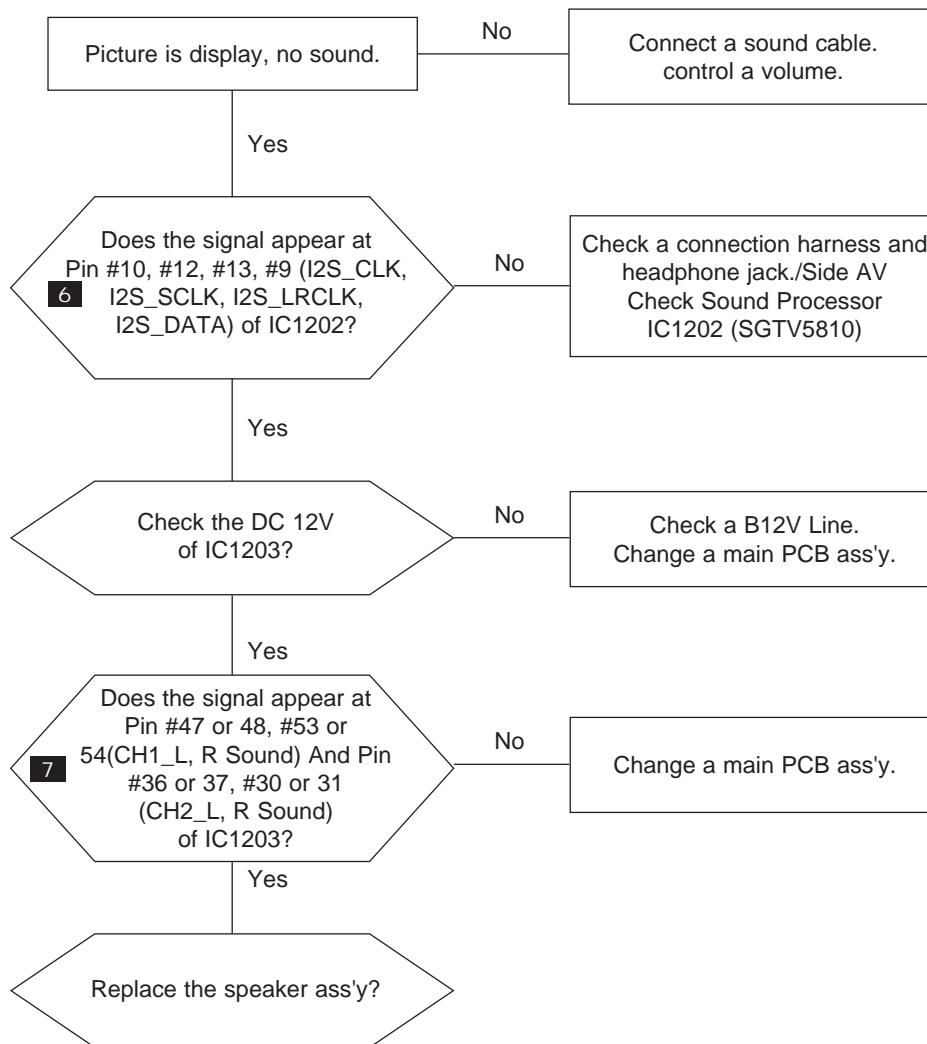 Picture is display, no sound.
No
Connect a sound cable.
control a volume.
Yes
Does the signal appear at
Pin #10, #12, #13, #9 (I2S_CLK,
I2S_SCLK, I2S_LRCLK,
I2S_DATA) of IC1202?
6
No
Check a connection harness and
headphone jack./Side AV
Check Sound Processor
IC1202 (SGTV5810)
Yes
Check the DC 12V
of IC1203?
No
Check a B12V Line.
Change a main PCB ass'y.
Yes
Does the signal appear at
Pin #47 or 48, #53 or
54(CH1_L, R Sound) And Pin
#36 or 37, #30 or 31
(CH2_L, R Sound)
of IC1203?
7
No
Change a main PCB ass'y.
Yes
Replace the speaker ass'y?